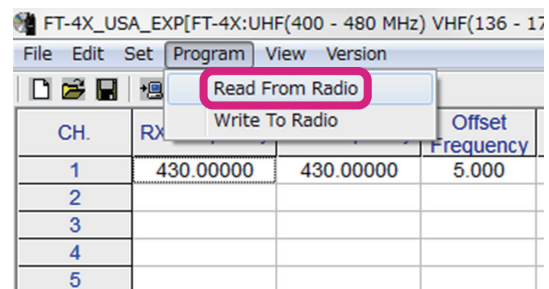 FT-4X_USA_EXP[FT-4X:UHF(400 - 480 MHz) VHF(136 - 17
File Edit Set Program View Version
Read From Radio
Write To Radio
CH. RX Offset Frequency
1 430.00000 430.00000 5.000
2
3
4
5